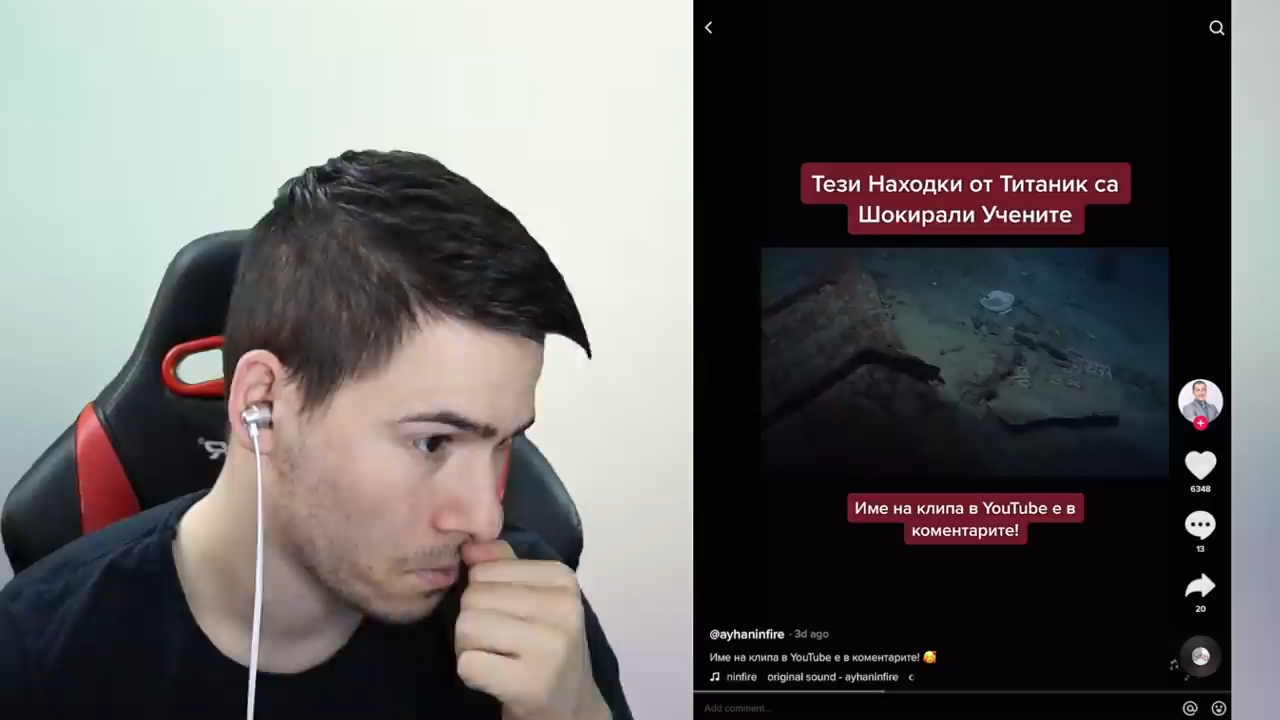 Тези Находки от Титаник са
Шокирали Учените
Име на клипа в YouTube е в
коментарите!
6348
13
20
@ayhaninfire · 3d ago
Име на клипа в YouTube е в коментарите! 🥰
ninfire original sound - ayhaninfire c
Add comment...